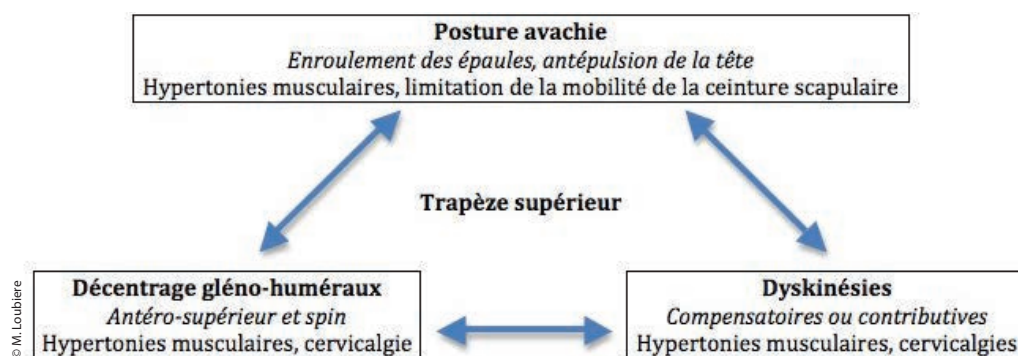 Posture avachie
Enroulement des épaules, antépulsion de la tête
Hypertonies musculaires, limitation de la mobilité de la ceinture scapulaire
Trapèze supérieur
Décentrage gléno-huméraux
Antéro-supérieur et spin
Hypertonies musculaires, cervicalgie
Dyskinésies
Compensatoires ou contributives
Hypertonies musculaires, cervicalgies
© M. Loubiere